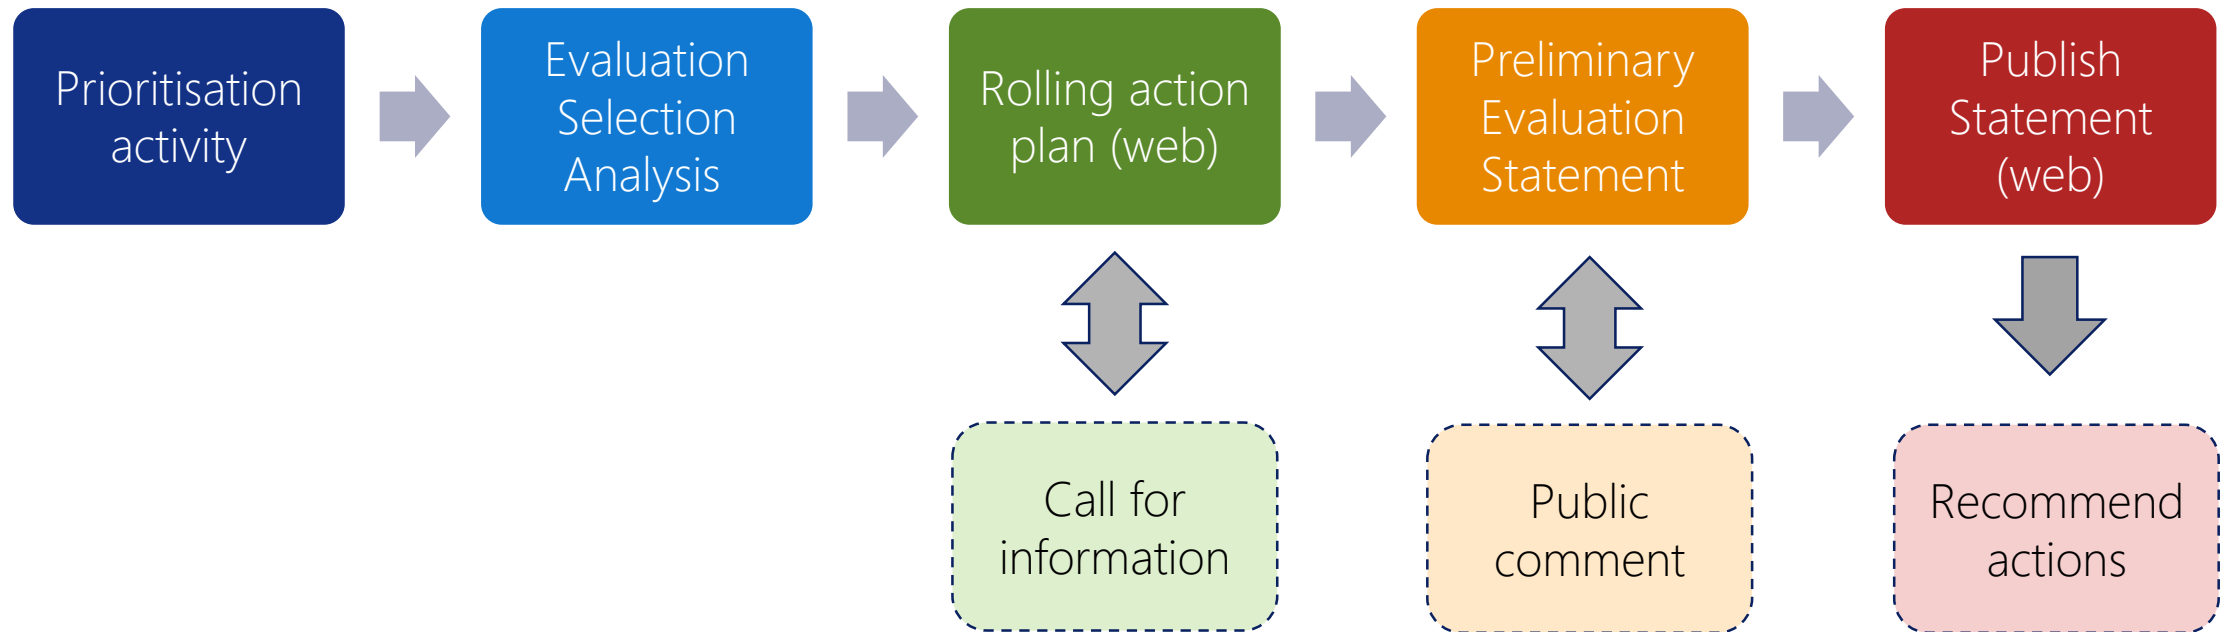 Prioritisation
activity
Evaluation
Selection
Analysis
Rolling action
plan (web)
Preliminary
Evaluation
Statement
Publish
Statement
(web)
Call for
information
Public
comment
Recommend
actions